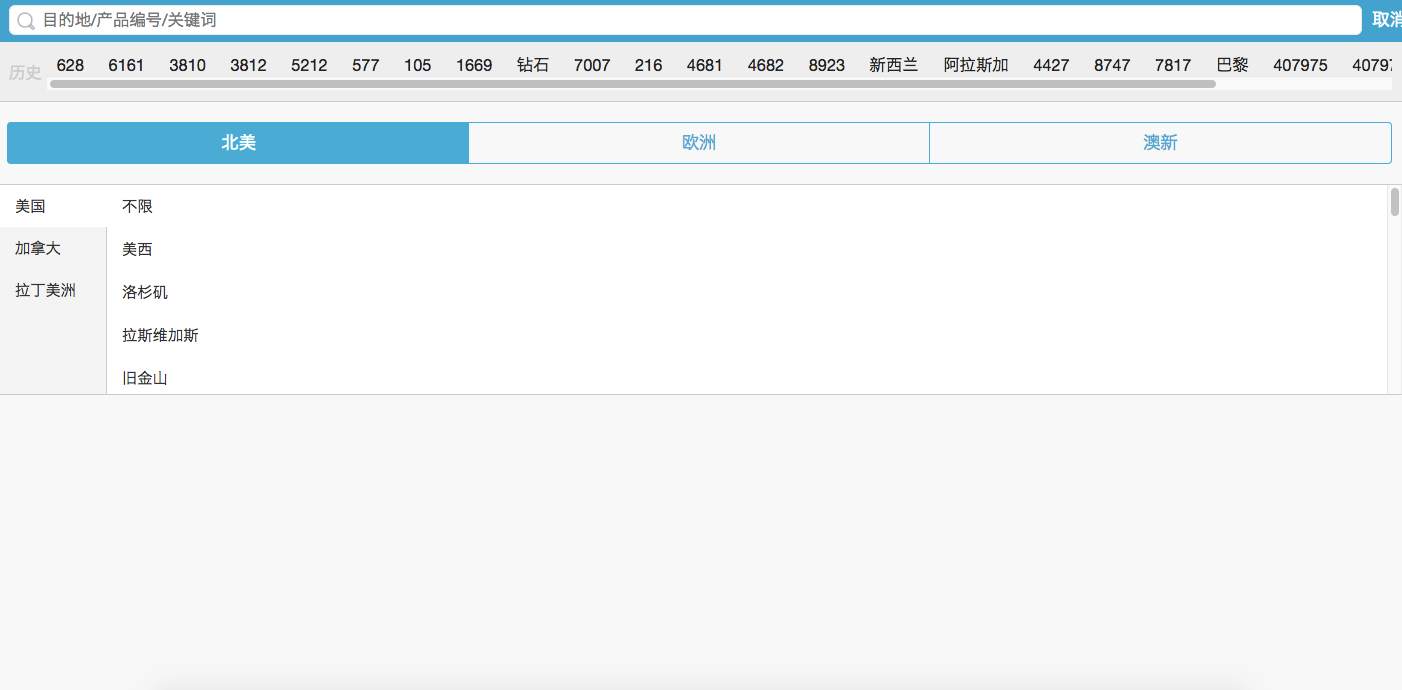 目的地/产品编号/关键词 取消
历史 628 6161 3810 3812 5212 577 105 1669 钻石 7007 216 4681 4682 8923 新西兰 阿拉斯加 4427 8747 7817 巴黎 407975
北美 欧洲 澳新
美国 不限
加拿大 美西
拉丁美洲 洛杉矶
拉斯维加斯
旧金山